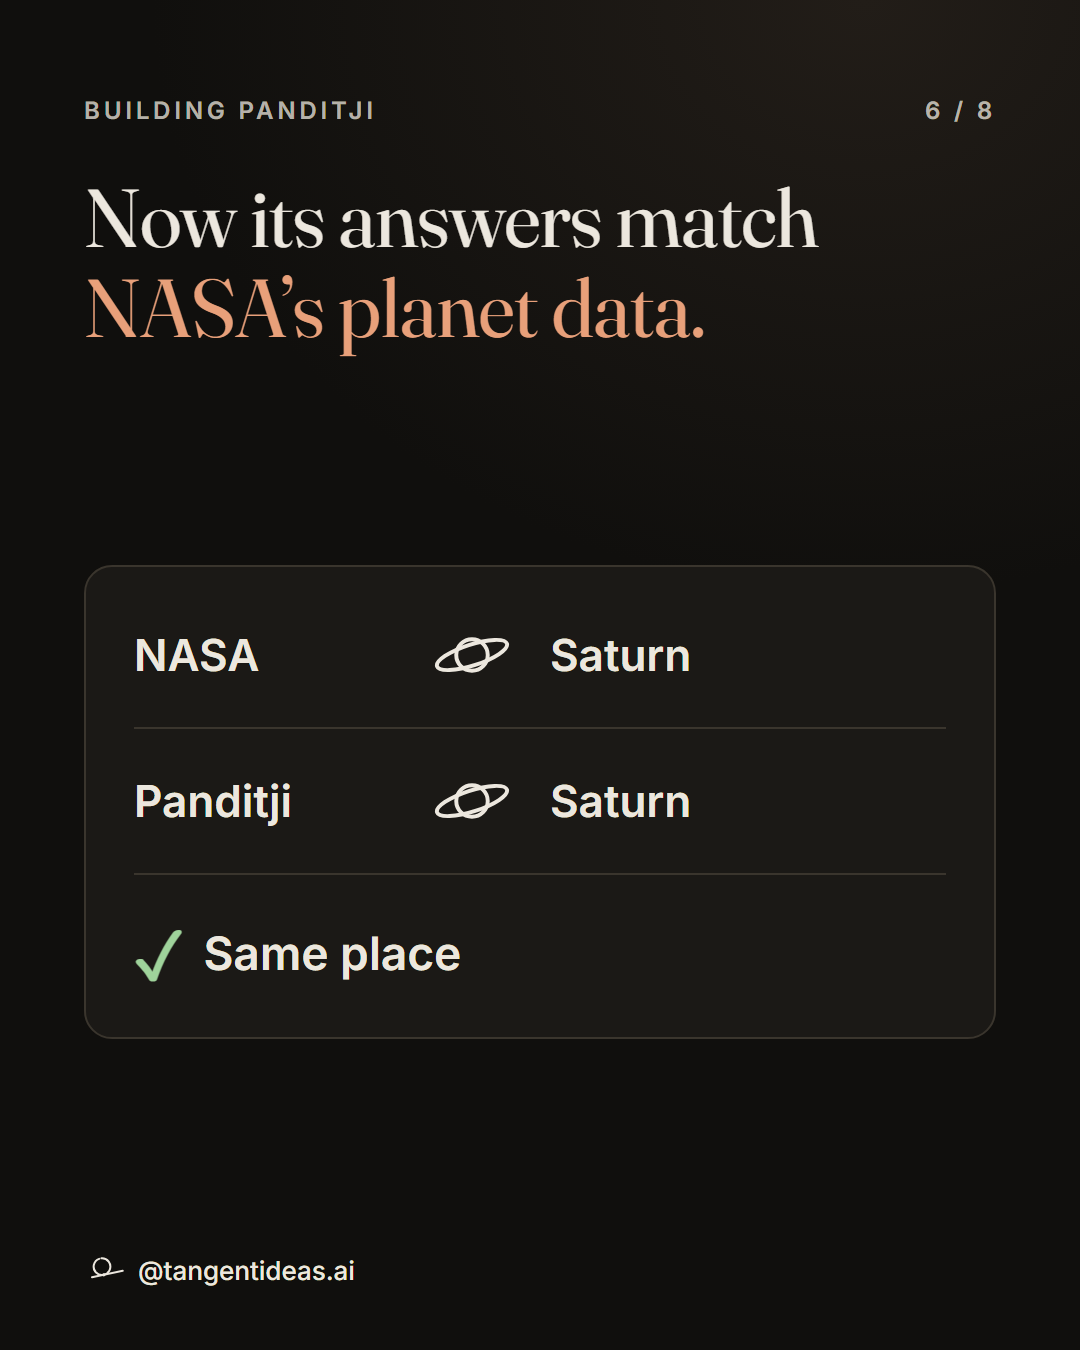 BUILDING PANDITJI
6 / 8
Now its answers match
NASA’s planet data.
NASA Saturn
Panditji Saturn
Same place
@tangentideas.ai